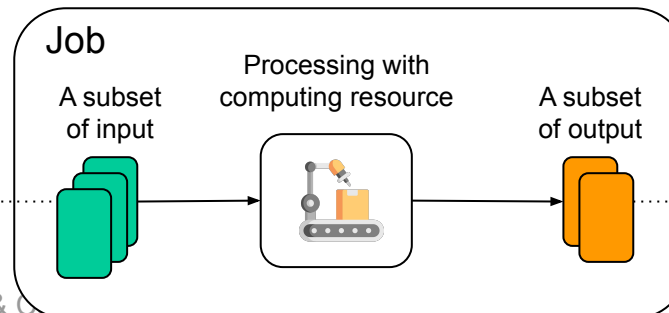 Job
Processing with
computing resource
A subset
of input
A subset
of output
&